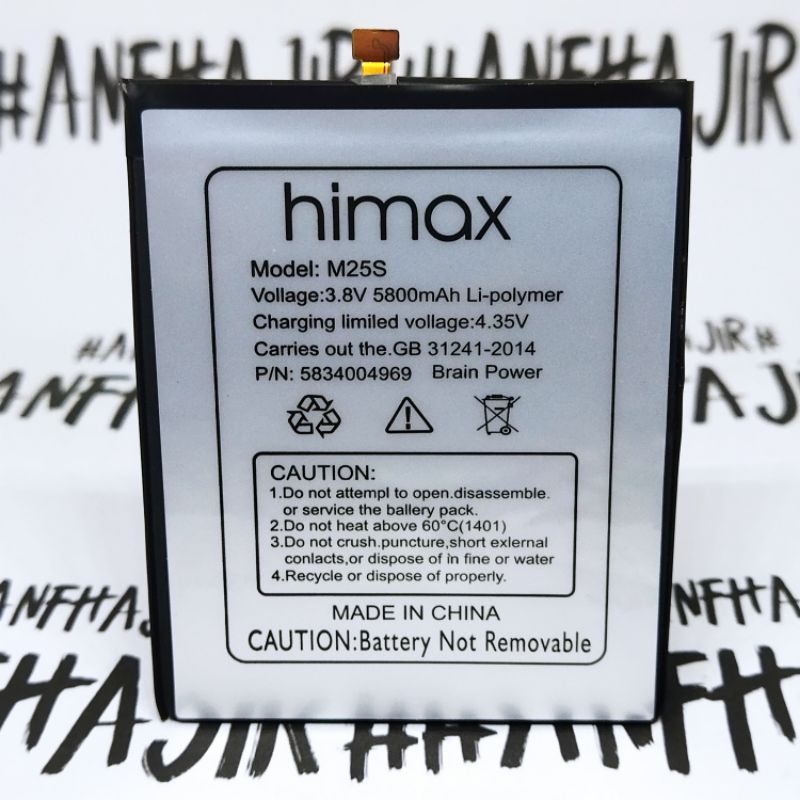 #ANFHAJIR
#ANFHAJIR
himax
Model: M25S
Vollage:3.8V 5800mAh Li-polymer
Charging limiled vollage:4.35V
Carries out the.GB 31241-2014
P/N: 5834004969 Brain Power
CAUTION:
1.Do not attempl to open.disassemble.
or service the ballery pack.
2.Do not heat above 60°C(1401)
3.Do not crush.puncture,short exlernal
conlacts,or dispose of in fine or water
4.Recycle or dispose of properly.
MADE IN CHINA
CAUTION:Battery Not Removable